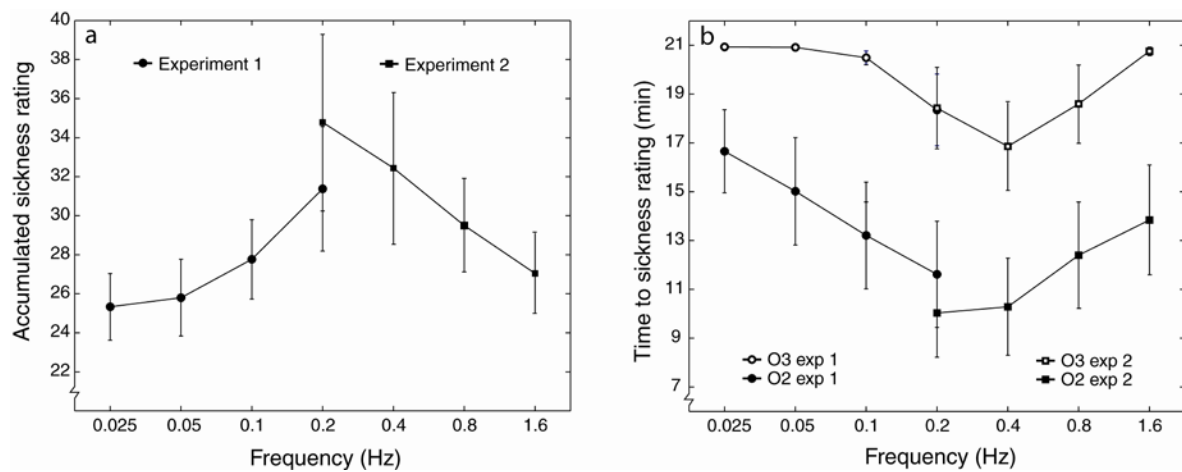 a
Experiment 1
Experiment 2
Accumulated sickness rating
40
38
36
34
32
30
28
26
24
22
0.025 0.05 0.1 0.2 0.4 0.8 1.6
Frequency (Hz)
b
Time to sickness rating (min)
21
19
17
15
13
11
9
7
O3 exp 1
O2 exp 1
O3 exp 2
O2 exp 2
0.025 0.05 0.1 0.2 0.4 0.8 1.6
Frequency (Hz)